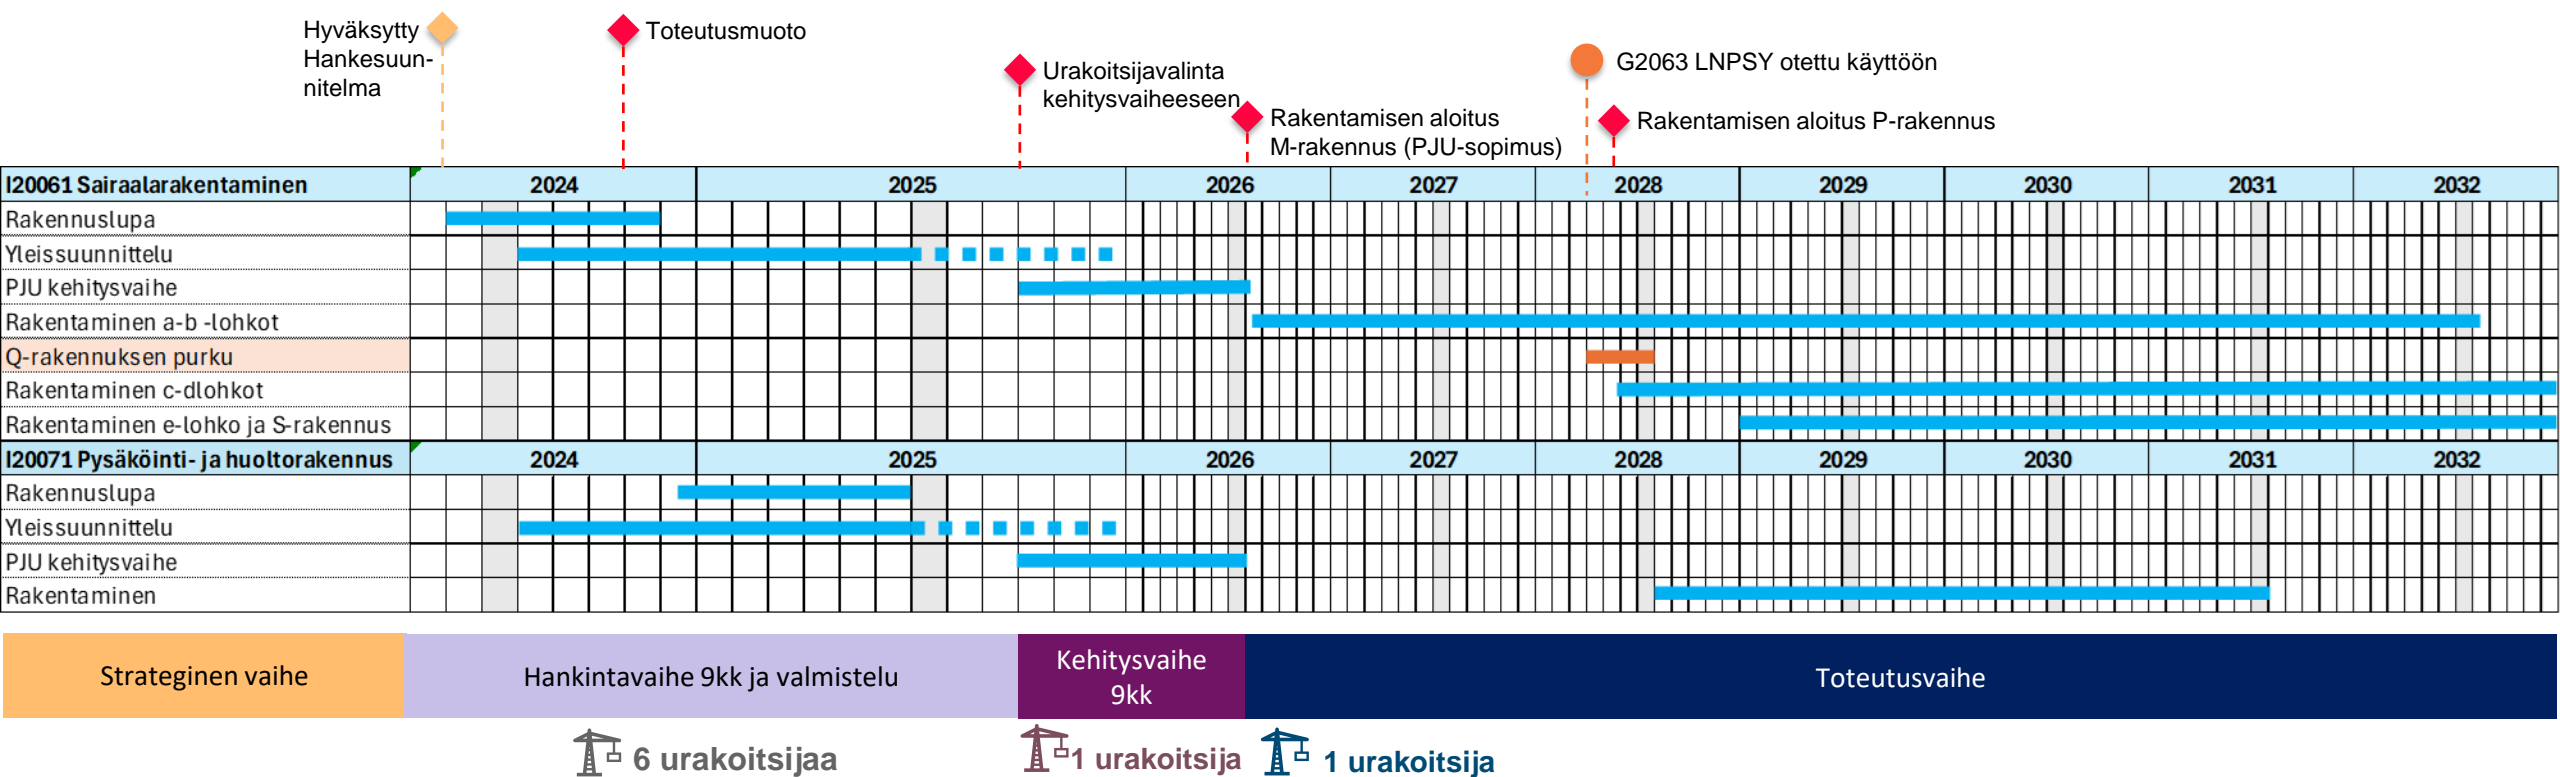 Hyväksytty
Hankesuun-
nitelma
Toteutusmuoto
Urakoitsijavalinta
kehitysvaiheeseen
Rakentamisen aloitus
M-rakennus (PJU-sopimus)
G2063 LNPSY otettu käyttöön
Rakentamisen aloitus P-rakennus
I20061 Sairaalarakentaminen 2024 2025 2026 2027 2028 2029 2030 2031 2032
Rakennuslupa
Yleissuunnittelu
PJU kehitysvaihe
Rakentaminen a-b -lohkot
Q-rakennuksen purku
Rakentaminen c-dlohkot
Rakentaminen e-lohko ja S-rakennus
I20071 Pysäköinti- ja huoltorakennus 2024 2025 2026 2027 2028 2029 2030 2031 2032
Rakennuslupa
Yleissuunnittelu
PJU kehitysvaihe
Rakentaminen
Strateginen vaihe
Hankintavaihe 9kk ja valmistelu
Kehitysvaihe
9kk
Toteutusvaihe
6 urakoitsijaa
1 urakoitsija
1 urakoitsija